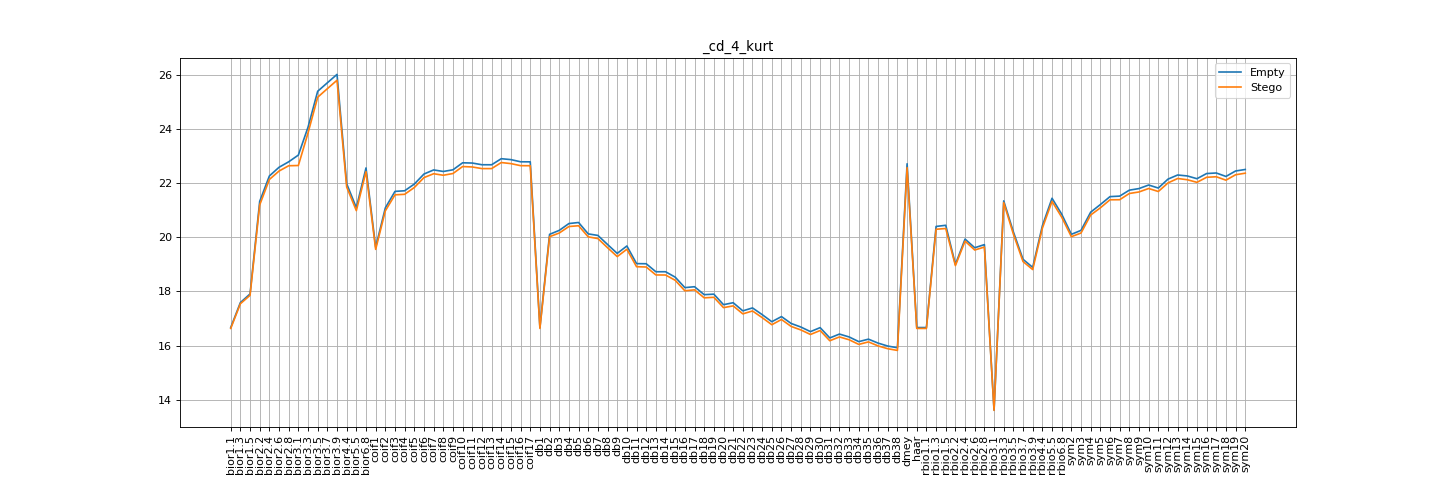 _cd_4_kurt
26
24
22
20
18
16
14
Empty
Stego
bior1.1
bior1.3
bior1.5
bior2.2
bior2.4
bior2.6
bior2.8
bior3.1
bior3.3
bior3.5
bior3.7
bior3.9
bior4.4
bior5.5
bior6.8
coif1
coif2
coif3
coif4
coif5
coif6
coif7
coif8
coif9
coif10
coif11
coif12
coif13
coif14
coif15
coif16
coif17
db1
db2
db3
db4
db5
db6
db7
db8
db9
db10
db11
db12
db13
db14
db15
db16
db17
db18
db19
db20
db21
db22
db23
db24
db25
db26
db27
db28
db29
db30
db31
db32
db33
db34
db35
db36
db37
db38
dmey
haar
rbio1.1
rbio1.3
rbio1.5
rbio2.2
rbio2.4
rbio2.6
rbio2.8
rbio3.1
rbio3.3
rbio3.5
rbio3.7
rbio3.9
rbio4.4
rbio5.5
rbio6.8
sym2
sym3
sym4
sym5
sym6
sym7
sym8
sym9
sym10
sym11
sym12
sym13
sym14
sym15
sym16
sym17
sym18
sym19
sym20